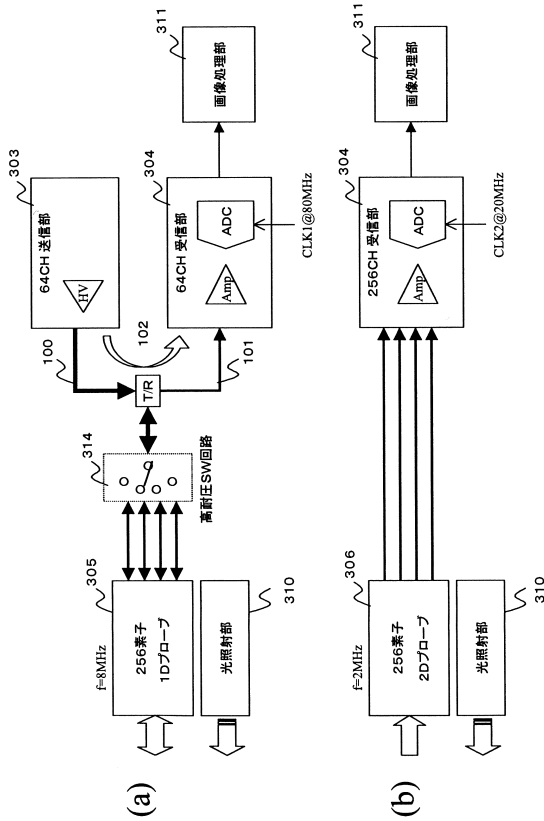 (a)
f=8MHz
305
256素子
1Dプローブ
310
光照射部
314
高耐圧SW回路
T/R
100
101
102
303
64CH 送信部
HV
304
64CH 受信部
Amp
ADC
CLK1@80MHz
311
画像処理部
(b)
f=2MHz
306
256素子
2Dプローブ
310
光照射部
304
256CH 受信部
Amp
ADC
CLK2@20MHz
311
画像処理部